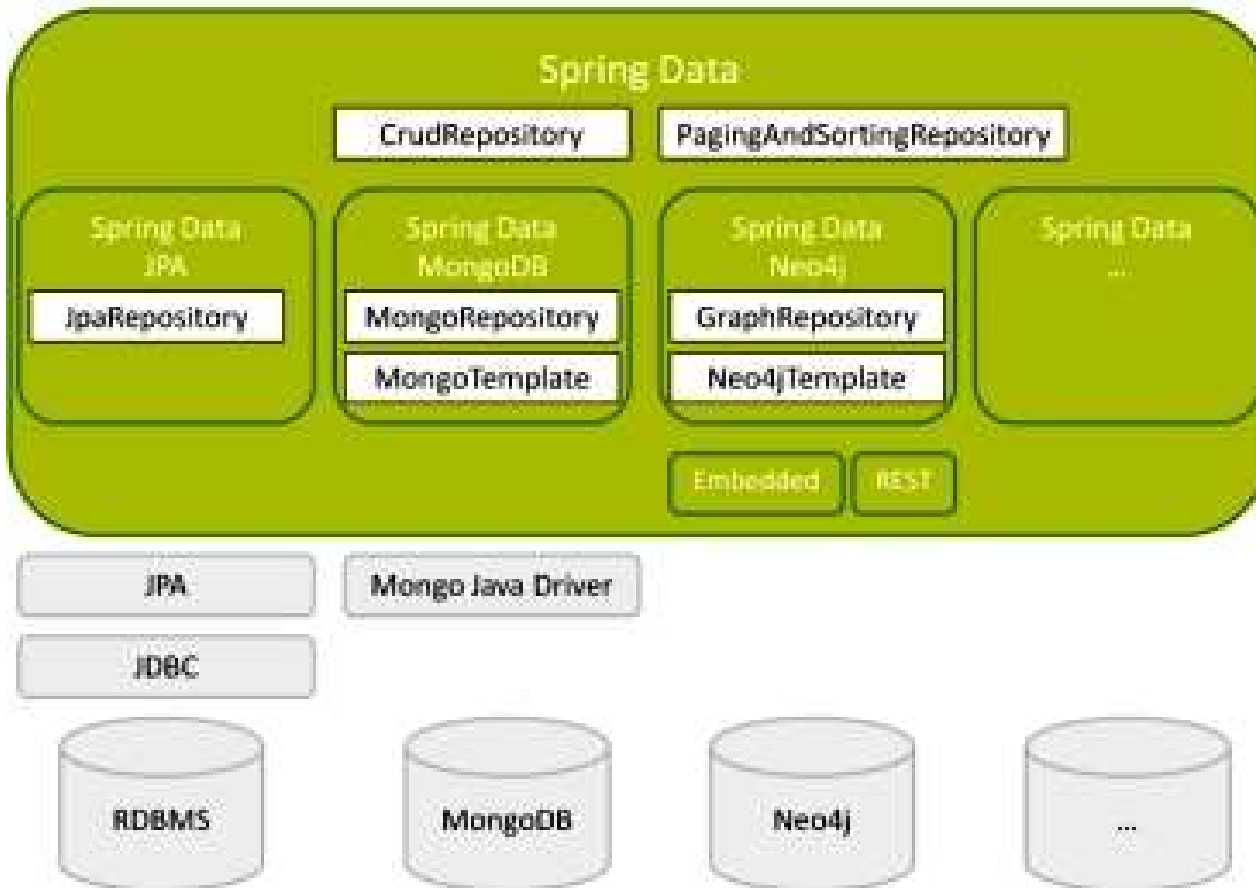 Spring Data
CrudRepository
PagingAndSortingRepository
Spring Data
JPA
JpaRepository
Spring Data
MongoDB
MongoRepository
MongoTemplate
Spring Data
Neo4j
GraphRepository
Neo4jTemplate
Spring Data
...
Embedded
REST
JPA
Mongo Java Driver
JDBC
RDBMS
MongoDB
Neo4j
...